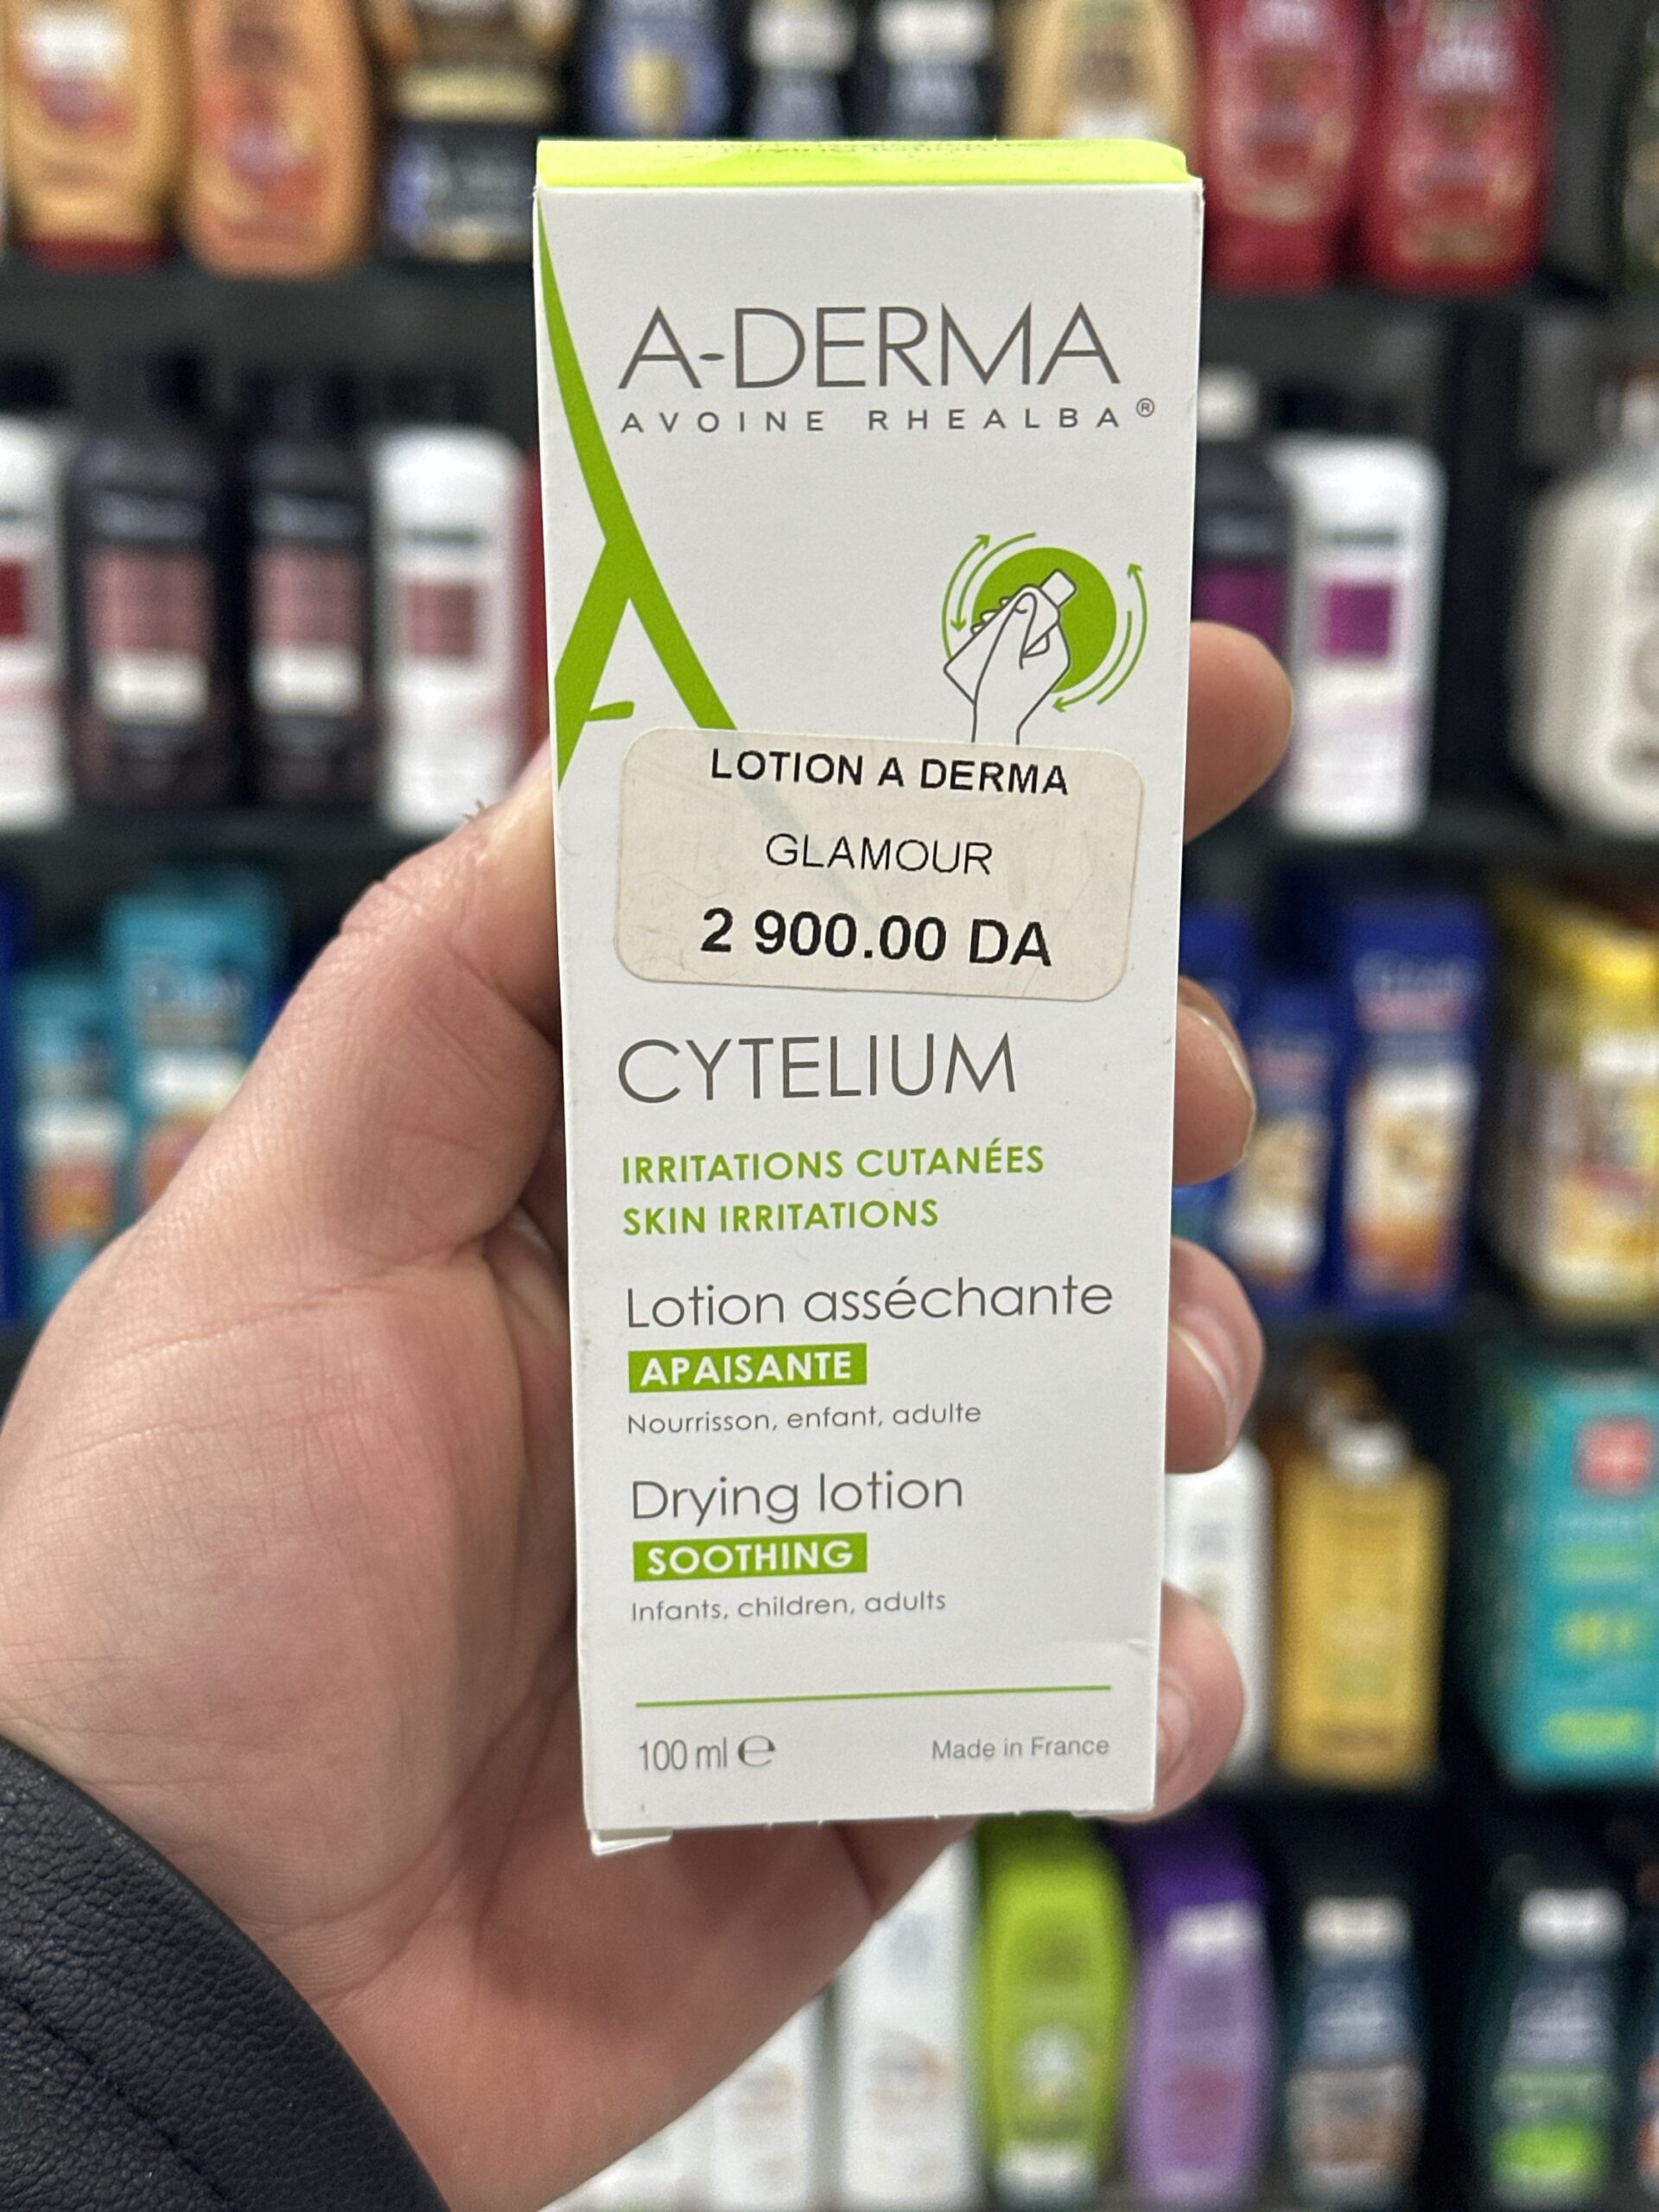 A-DERMA
AVOINE RHEALBA®
LOTION A DERMA
GLAMOUR
2 900.00 DA
CYTELIUM
IRRITATIONS CUTANÉES
SKIN IRRITATIONS
Lotion asséchante
APAISANTE
Nourrisson, enfant, adulte
Drying lotion
SOOTHING
Infants, children, adults
100 ml ℮
Made in France